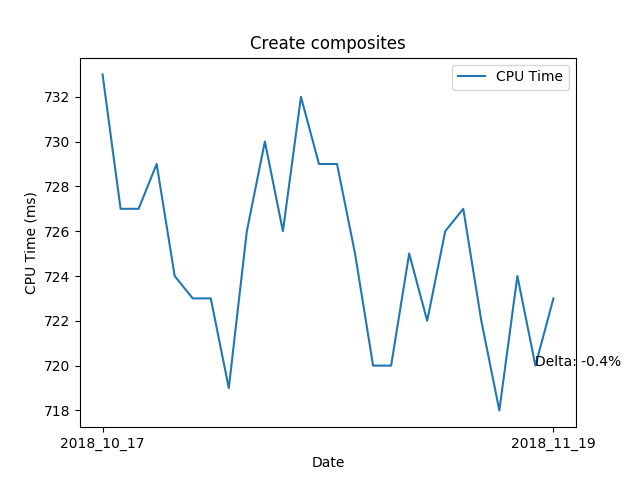 Create composites
CPU Time
CPU Time (ms)
732
730
728
726
724
722
720
718
Delta: -0.4%
2018_10_17
2018_11_19
Date